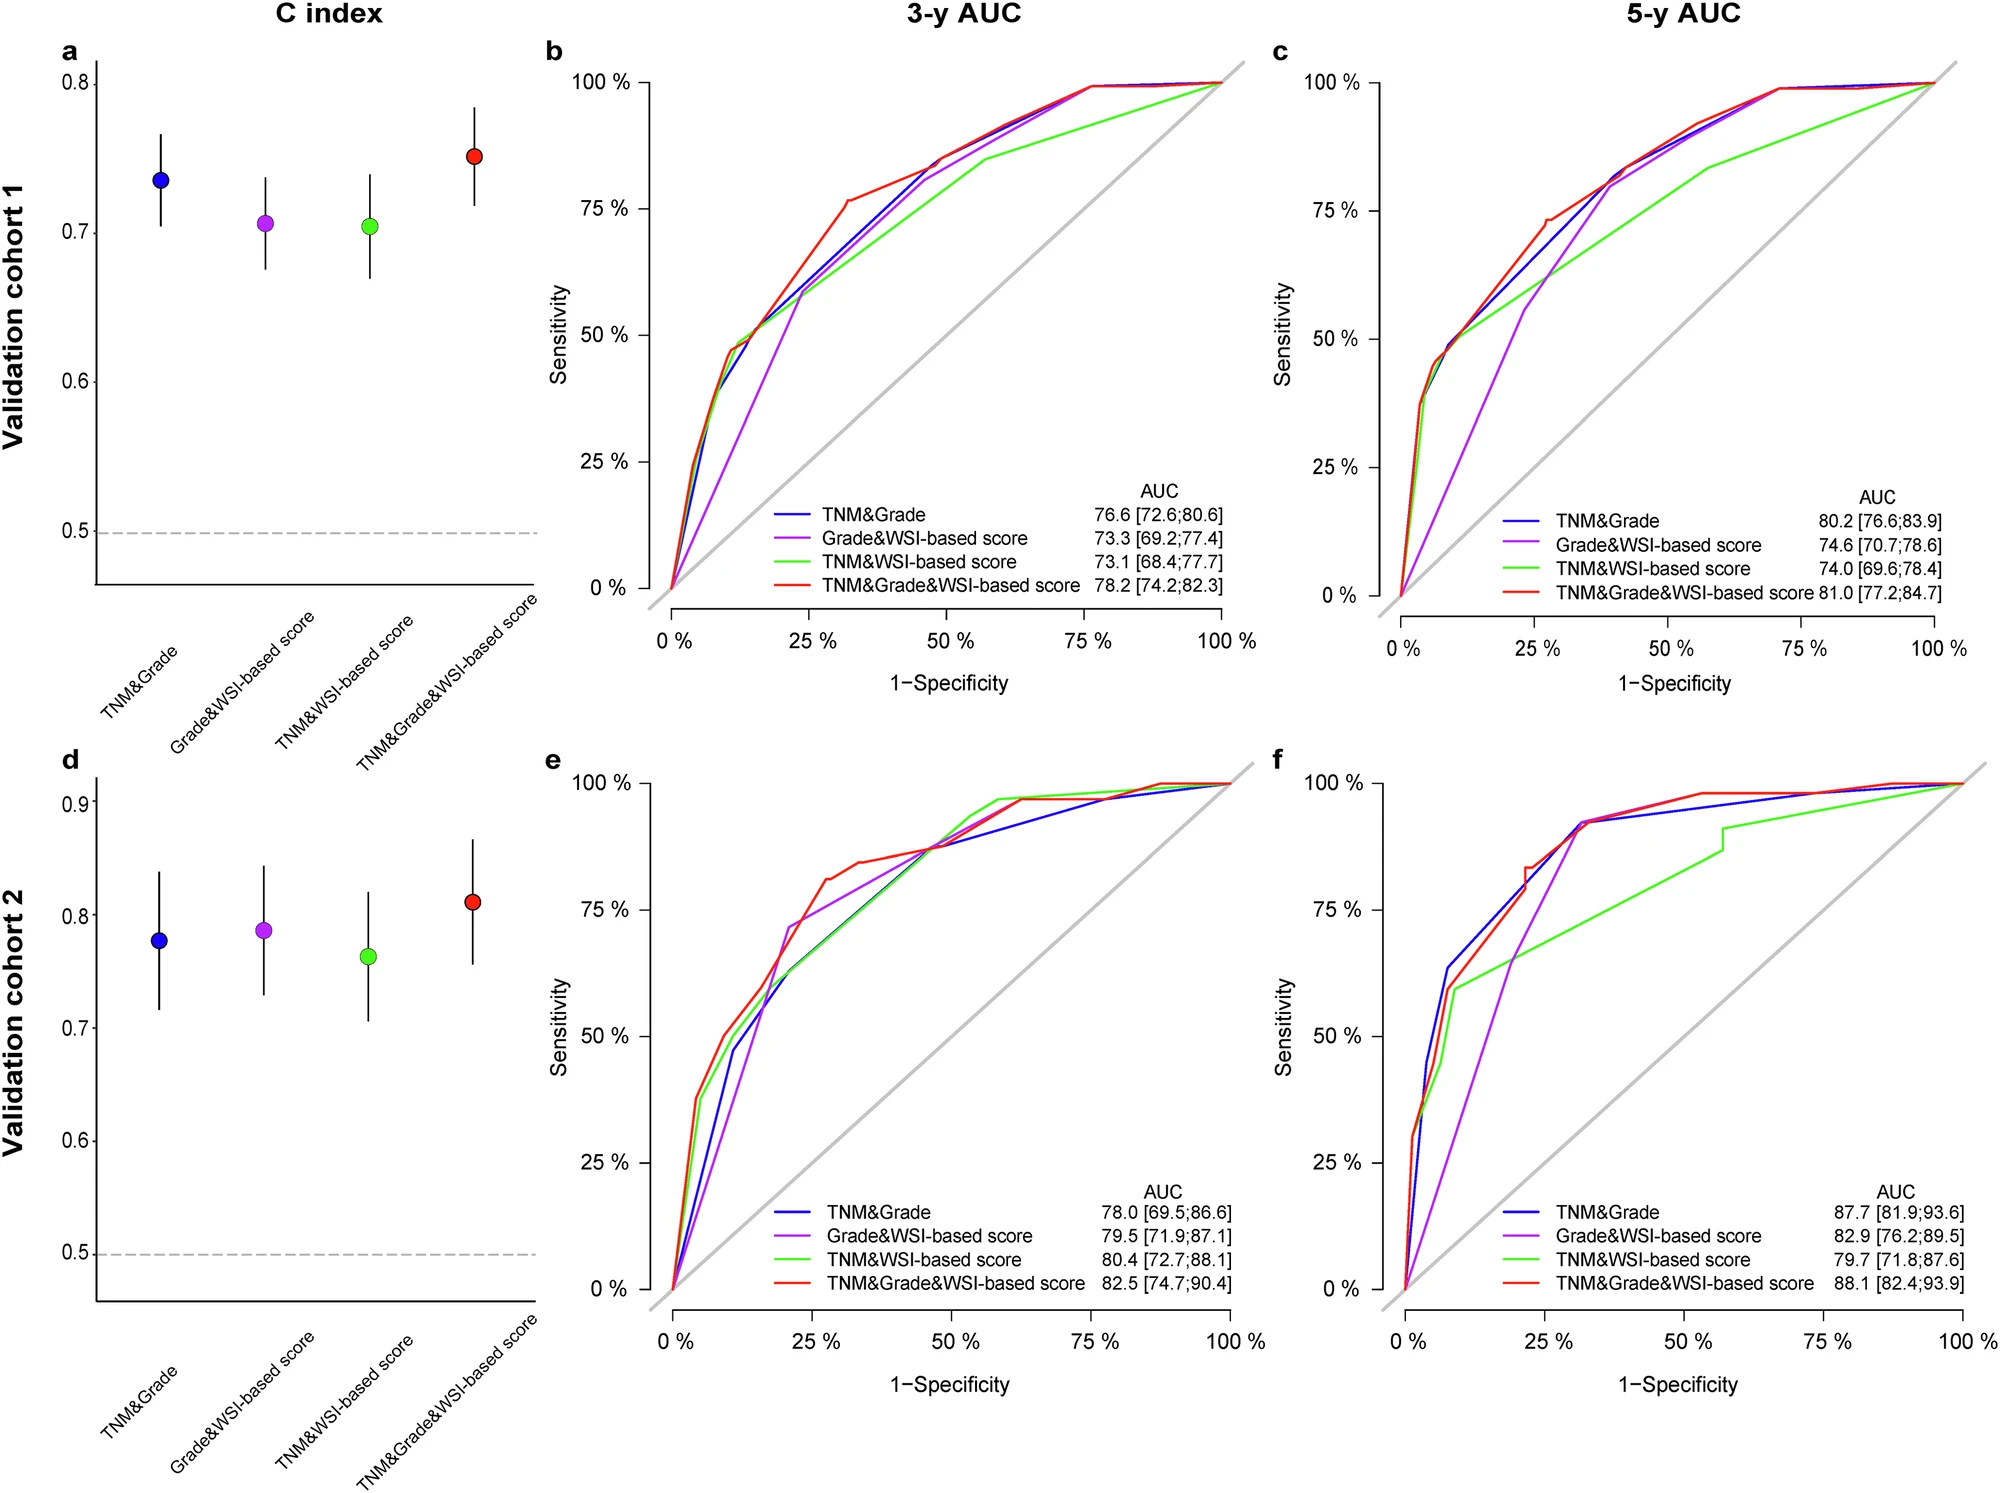 C index
3-y AUC
5-y AUC
Validation cohort 1
a
0.8
0.7
0.6
0.5
TNM&Grade
Grade&WSI-based score
TNM&WSI-based score
TNM&Grade&WSI-based score
b
100 %
75 %
50 %
25 %
0 %
Sensitivity
AUC
TNM&Grade 76.6 [72.6;80.6]
Grade&WSI-based score 73.3 [69.2;77.4]
TNM&WSI-based score 73.1 [68.4;77.7]
TNM&Grade&WSI-based score 78.2 [74.2;82.3]
0 % 25 % 50 % 75 % 100 %
1−Specificity
c
100 %
75 %
50 %
25 %
0 %
Sensitivity
AUC
TNM&Grade 80.2 [76.6;83.9]
Grade&WSI-based score 74.6 [70.7;78.6]
TNM&WSI-based score 74.0 [69.6;78.4]
TNM&Grade&WSI-based score 81.0 [77.2;84.7]
0 % 25 % 50 % 75 % 100 %
1−Specificity
Validation cohort 2
d
0.9
0.8
0.7
0.6
0.5
TNM&Grade
Grade&WSI-based score
TNM&WSI-based score
TNM&Grade&WSI-based score
e
100 %
75 %
50 %
25 %
0 %
Sensitivity
AUC
TNM&Grade 78.0 [69.5;86.6]
Grade&WSI-based score 79.5 [71.9;87.1]
TNM&WSI-based score 80.4 [72.7;88.1]
TNM&Grade&WSI-based score 82.5 [74.7;90.4]
0 % 25 % 50 % 75 % 100 %
1−Specificity
f
100 %
75 %
50 %
25 %
0 %
Sensitivity
AUC
TNM&Grade 87.7 [81.9;93.6]
Grade&WSI-based score 82.9 [76.2;89.5]
TNM&WSI-based score 79.7 [71.8;87.6]
TNM&Grade&WSI-based score 88.1 [82.4;93.9]
0 % 25 % 50 % 75 % 100 %
1−Specificity